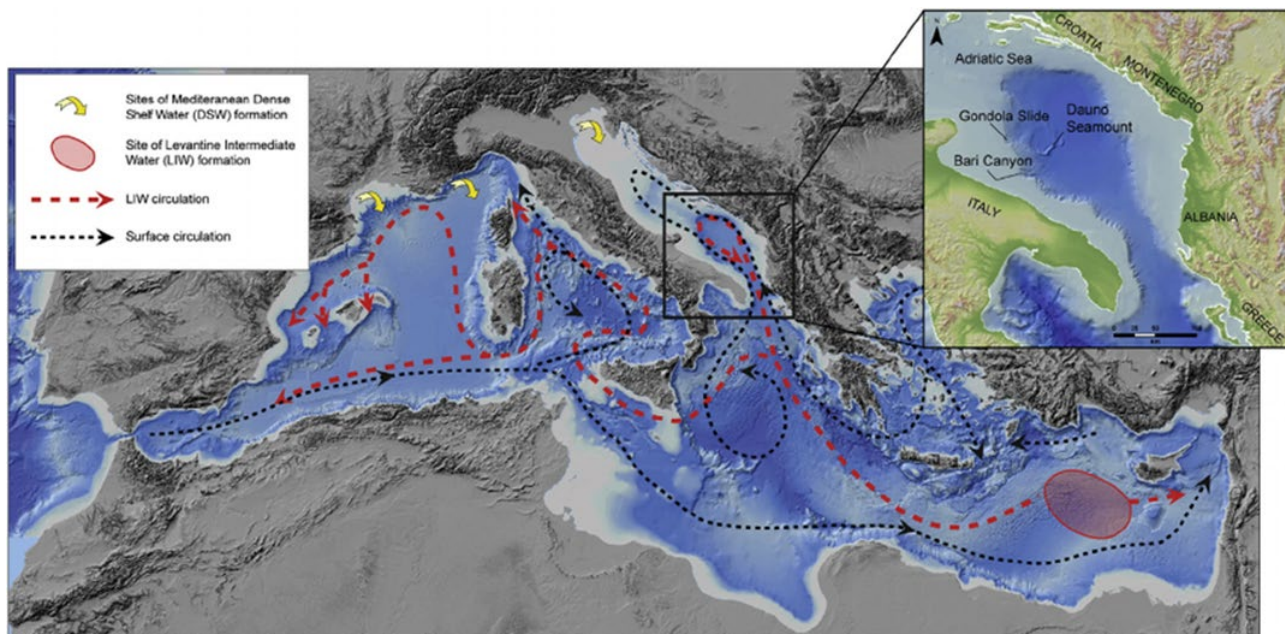 Sites of Mediteranean Dense
Shelf Water (DSW) formation
Site of Levantine Intermediate
Water (LIW) formation
LIW circulation
Surface circulation
N
CROATIA
Adriatic Sea
MONTENEGRO
Gondola Slide
Dauno
Seamount
Bari Canyon
ITALY
ALBANIA
GREECE